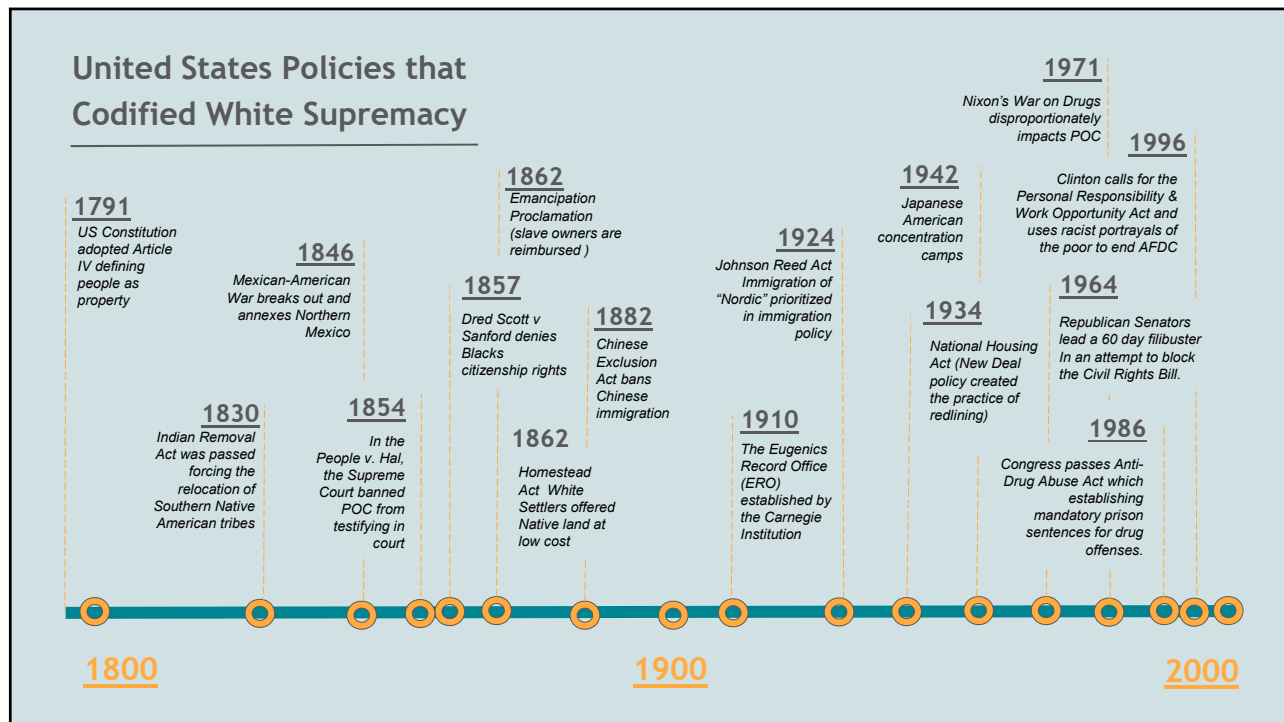 United States Policies that
Codified White Supremacy
1791
US Constitution
adopted Article
IV defining
people as
property
1830
Indian Removal
Act was passed
forcing the
relocation of
Southern Native
American tribes
1846
Mexican-American
War breaks out and
annexes Northern
Mexico
1854
In the
People v. Hal,
the Supreme
Court banned
POC from
testifying in
court
1857
Dred Scott v
Sanford denies
Blacks
citizenship rights
1862
Emancipation
Proclamation
(slave owners are
reimbursed )
1862
Homestead
Act White
Settlers offered
Native land at
low cost
1882
Chinese
Exclusion
Act bans
Chinese
immigration
1910
The Eugenics
Record Office
(ERO)
established by
the Carnegie
Institution
1924
Johnson Reed Act
Immigration of
“Nordic” prioritized
in immigration
policy
1942
Japanese
American
concentration
camps
1934
National Housing
Act (New Deal
policy created
the practice of
redlining)
1971
Nixon’s War on Drugs
disproportionately
impacts POC
1996
Clinton calls for the
Personal Responsibility &
Work Opportunity Act and
uses racist portrayals of
the poor to end AFDC
1964
Republican Senators
lead a 60 day filibuster
In an attempt to block
the Civil Rights Bill.
1986
Congress passes Anti-
Drug Abuse Act which
establishing
mandatory prison
sentences for drug
offenses.
1800
1900
2000